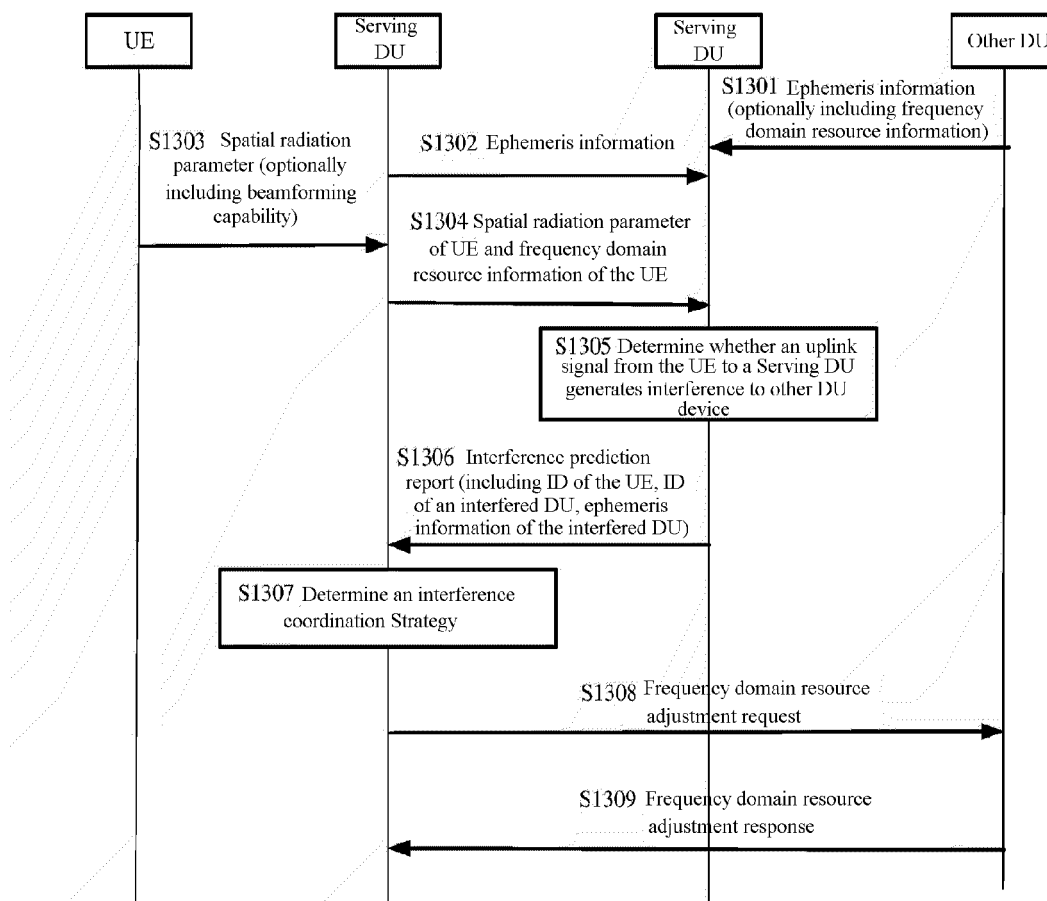 UE
Serving
DU
Serving
DU
Other DU
S1301 Ephemeris information
(optionally including frequency
domain resource information)
S1302 Ephemeris information
S1303 Spatial radiation
parameter (optionally
including beamforming
capability)
S1304 Spatial radiation parameter
of UE and frequency domain
resource information of the UE
S1305 Determine whether an uplink
signal from the UE to a Serving DU
generates interference to other DU
device
S1306 Interference prediction
report (including ID of the UE, ID
of an interfered DU, ephemeris
information of the interfered DU)
S1307 Determine an interference
coordination Strategy
S1308 Frequency domain resource
adjustment request
S1309 Frequency domain resource
adjustment response